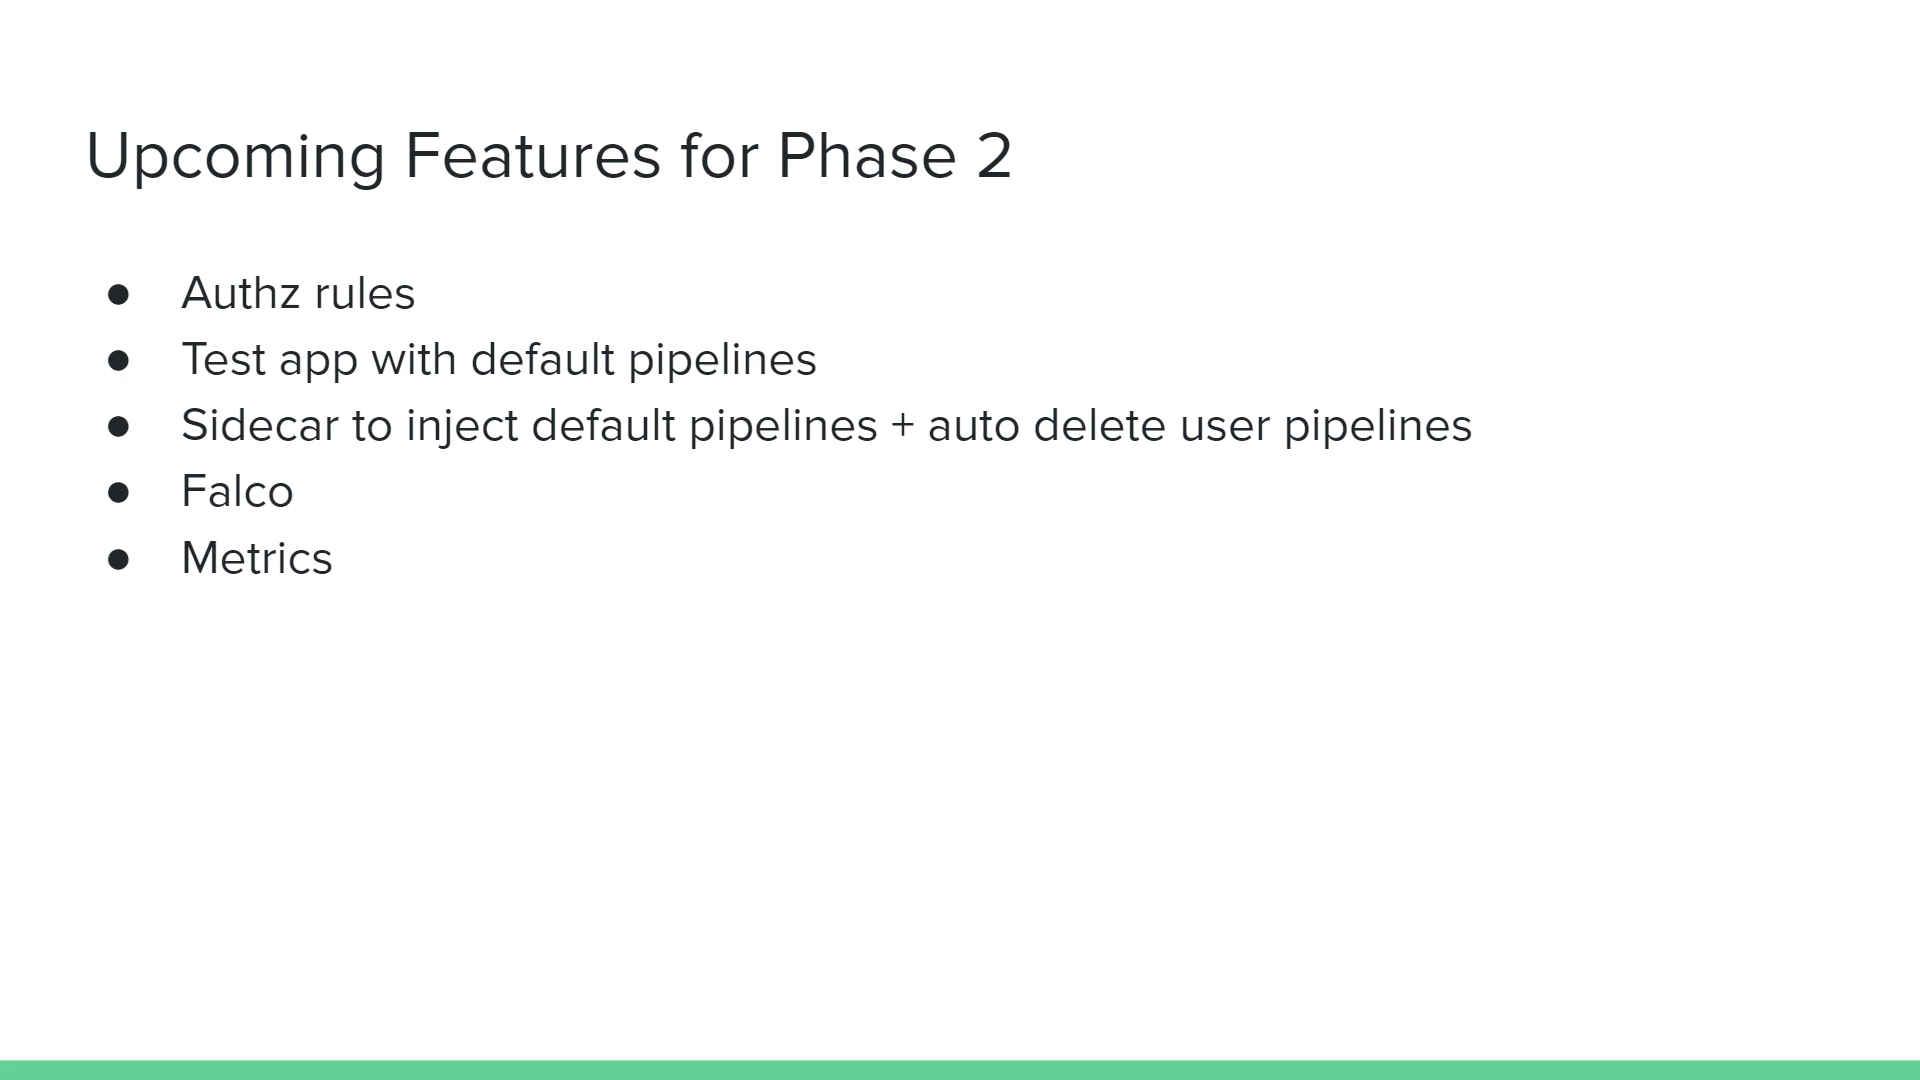 Upcoming Features for Phase 2
● Authz rules
● Test app with default pipelines
● Sidecar to inject default pipelines + auto delete user pipelines
● Falco
● Metrics